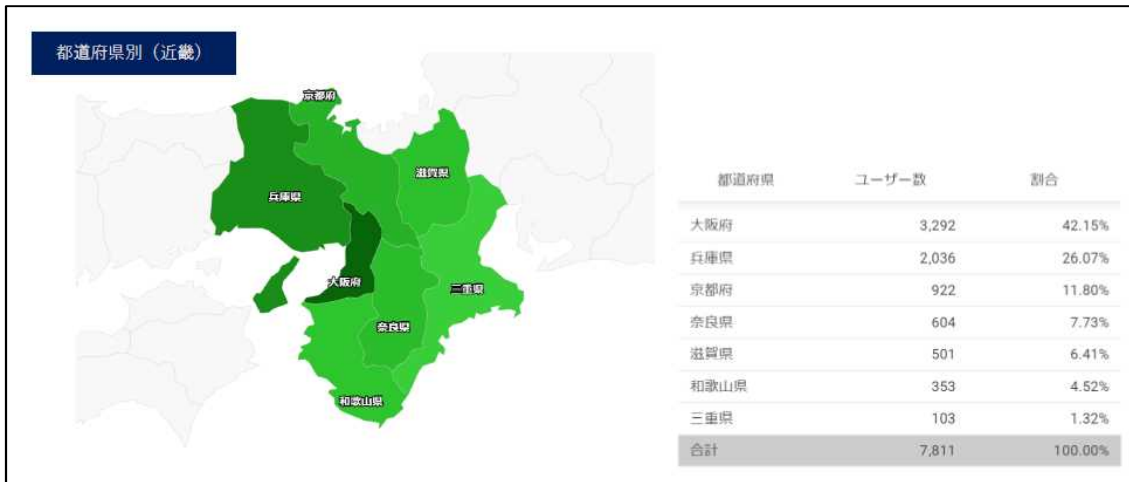 都道府県別（近畿）
京都府
滋賀県
兵庫県
大阪府
三重県
奈良県
和歌山県
都道府県 ユーザー数 割合
大阪府 3,292 42.15%
兵庫県 2,036 26.07%
京都府 922 11.80%
奈良県 604 7.73%
滋賀県 501 6.41%
和歌山県 353 4.52%
三重県 103 1.32%
合計 7,811 100.00%